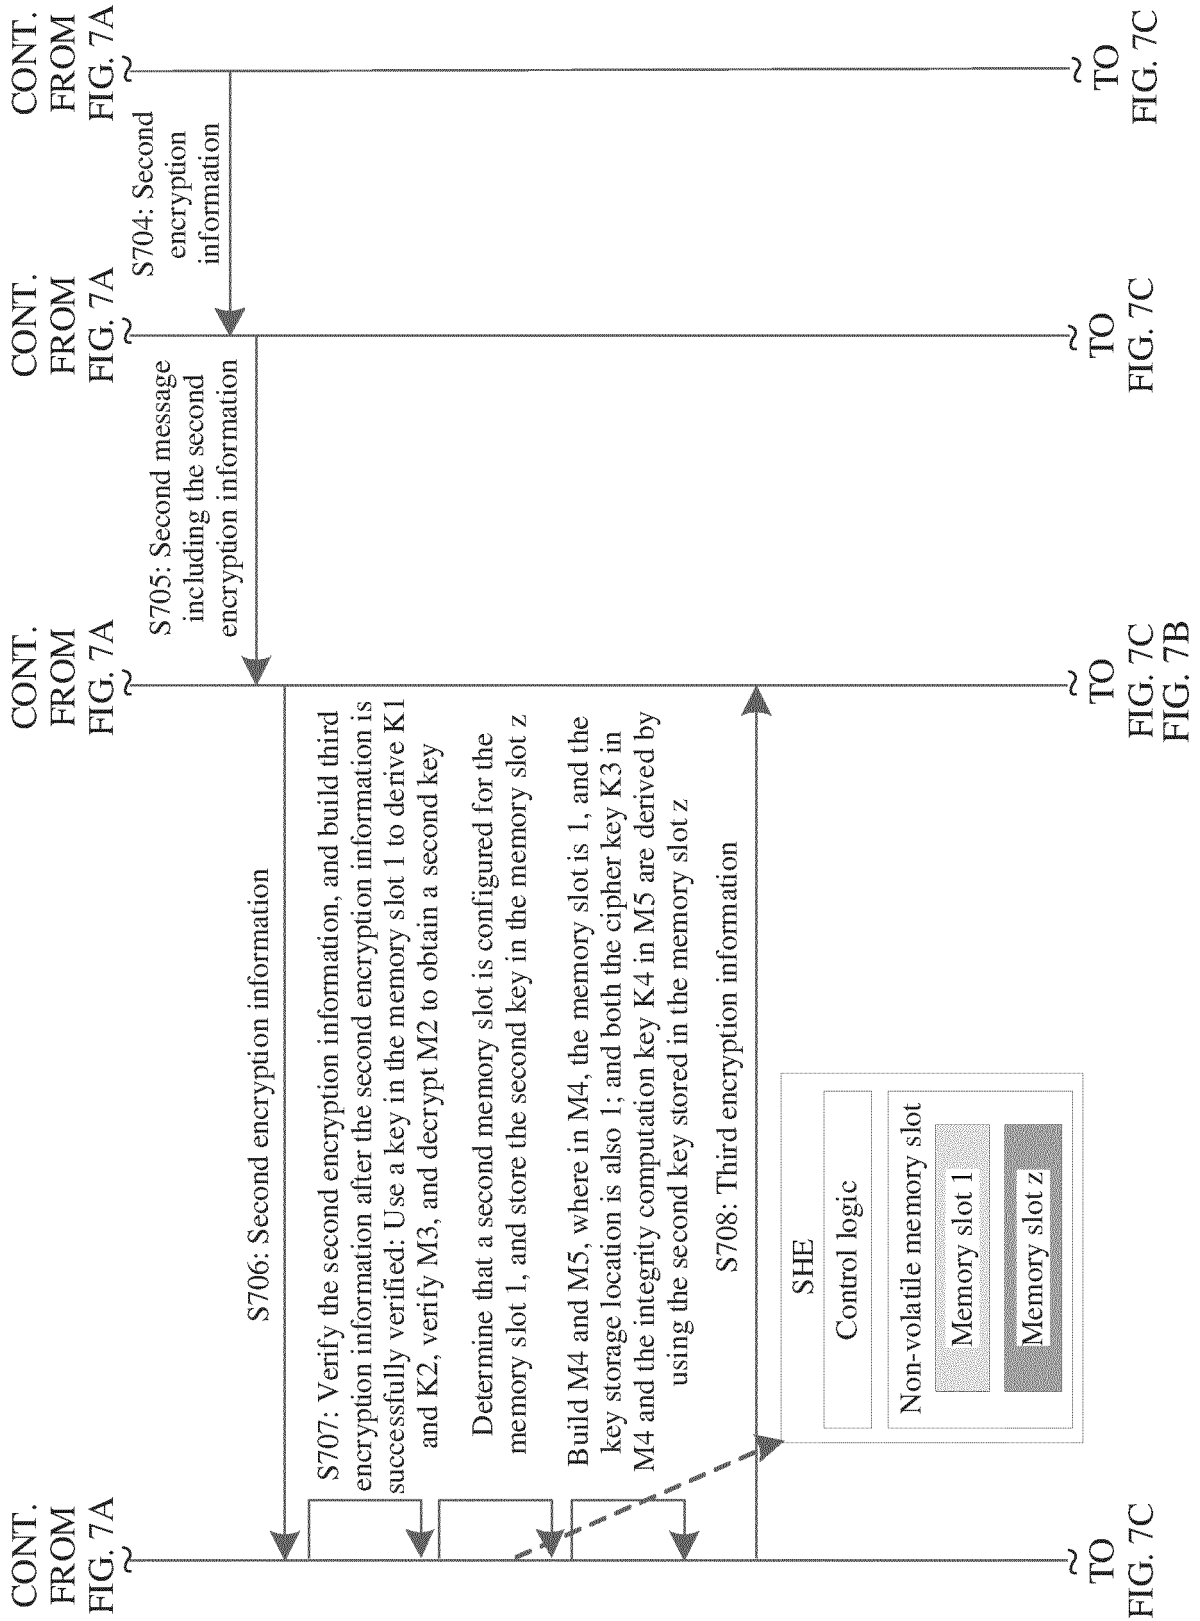 CONT.
FROM
FIG. 7A
CONT.
FROM
FIG. 7A
CONT.
FROM
FIG. 7A
CONT.
FROM
FIG. 7A
S704: Second
encryption
information
S705: Second message
including the second
encryption information
S706: Second encryption information
S707: Verify the second encryption information, and build third
encryption information after the second encryption information is
successfully verified: Use a key in the memory slot 1 to derive K1
and K2, verify M3, and decrypt M2 to obtain a second key
Determine that a second memory slot is configured for the
memory slot 1, and store the second key in the memory slot z
Build M4 and M5, where in M4, the memory slot is 1, and the
key storage location is also 1; and both the cipher key K3 in
M4 and the integrity computation key K4 in M5 are derived by
using the second key stored in the memory slot z
S708: Third encryption information
SHE
Control logic
Non-volatile memory slot
Memory slot 1
Memory slot z
TO
FIG. 7C
TO
FIG. 7C
TO
FIG. 7C
TO
FIG. 7C
FIG. 7B